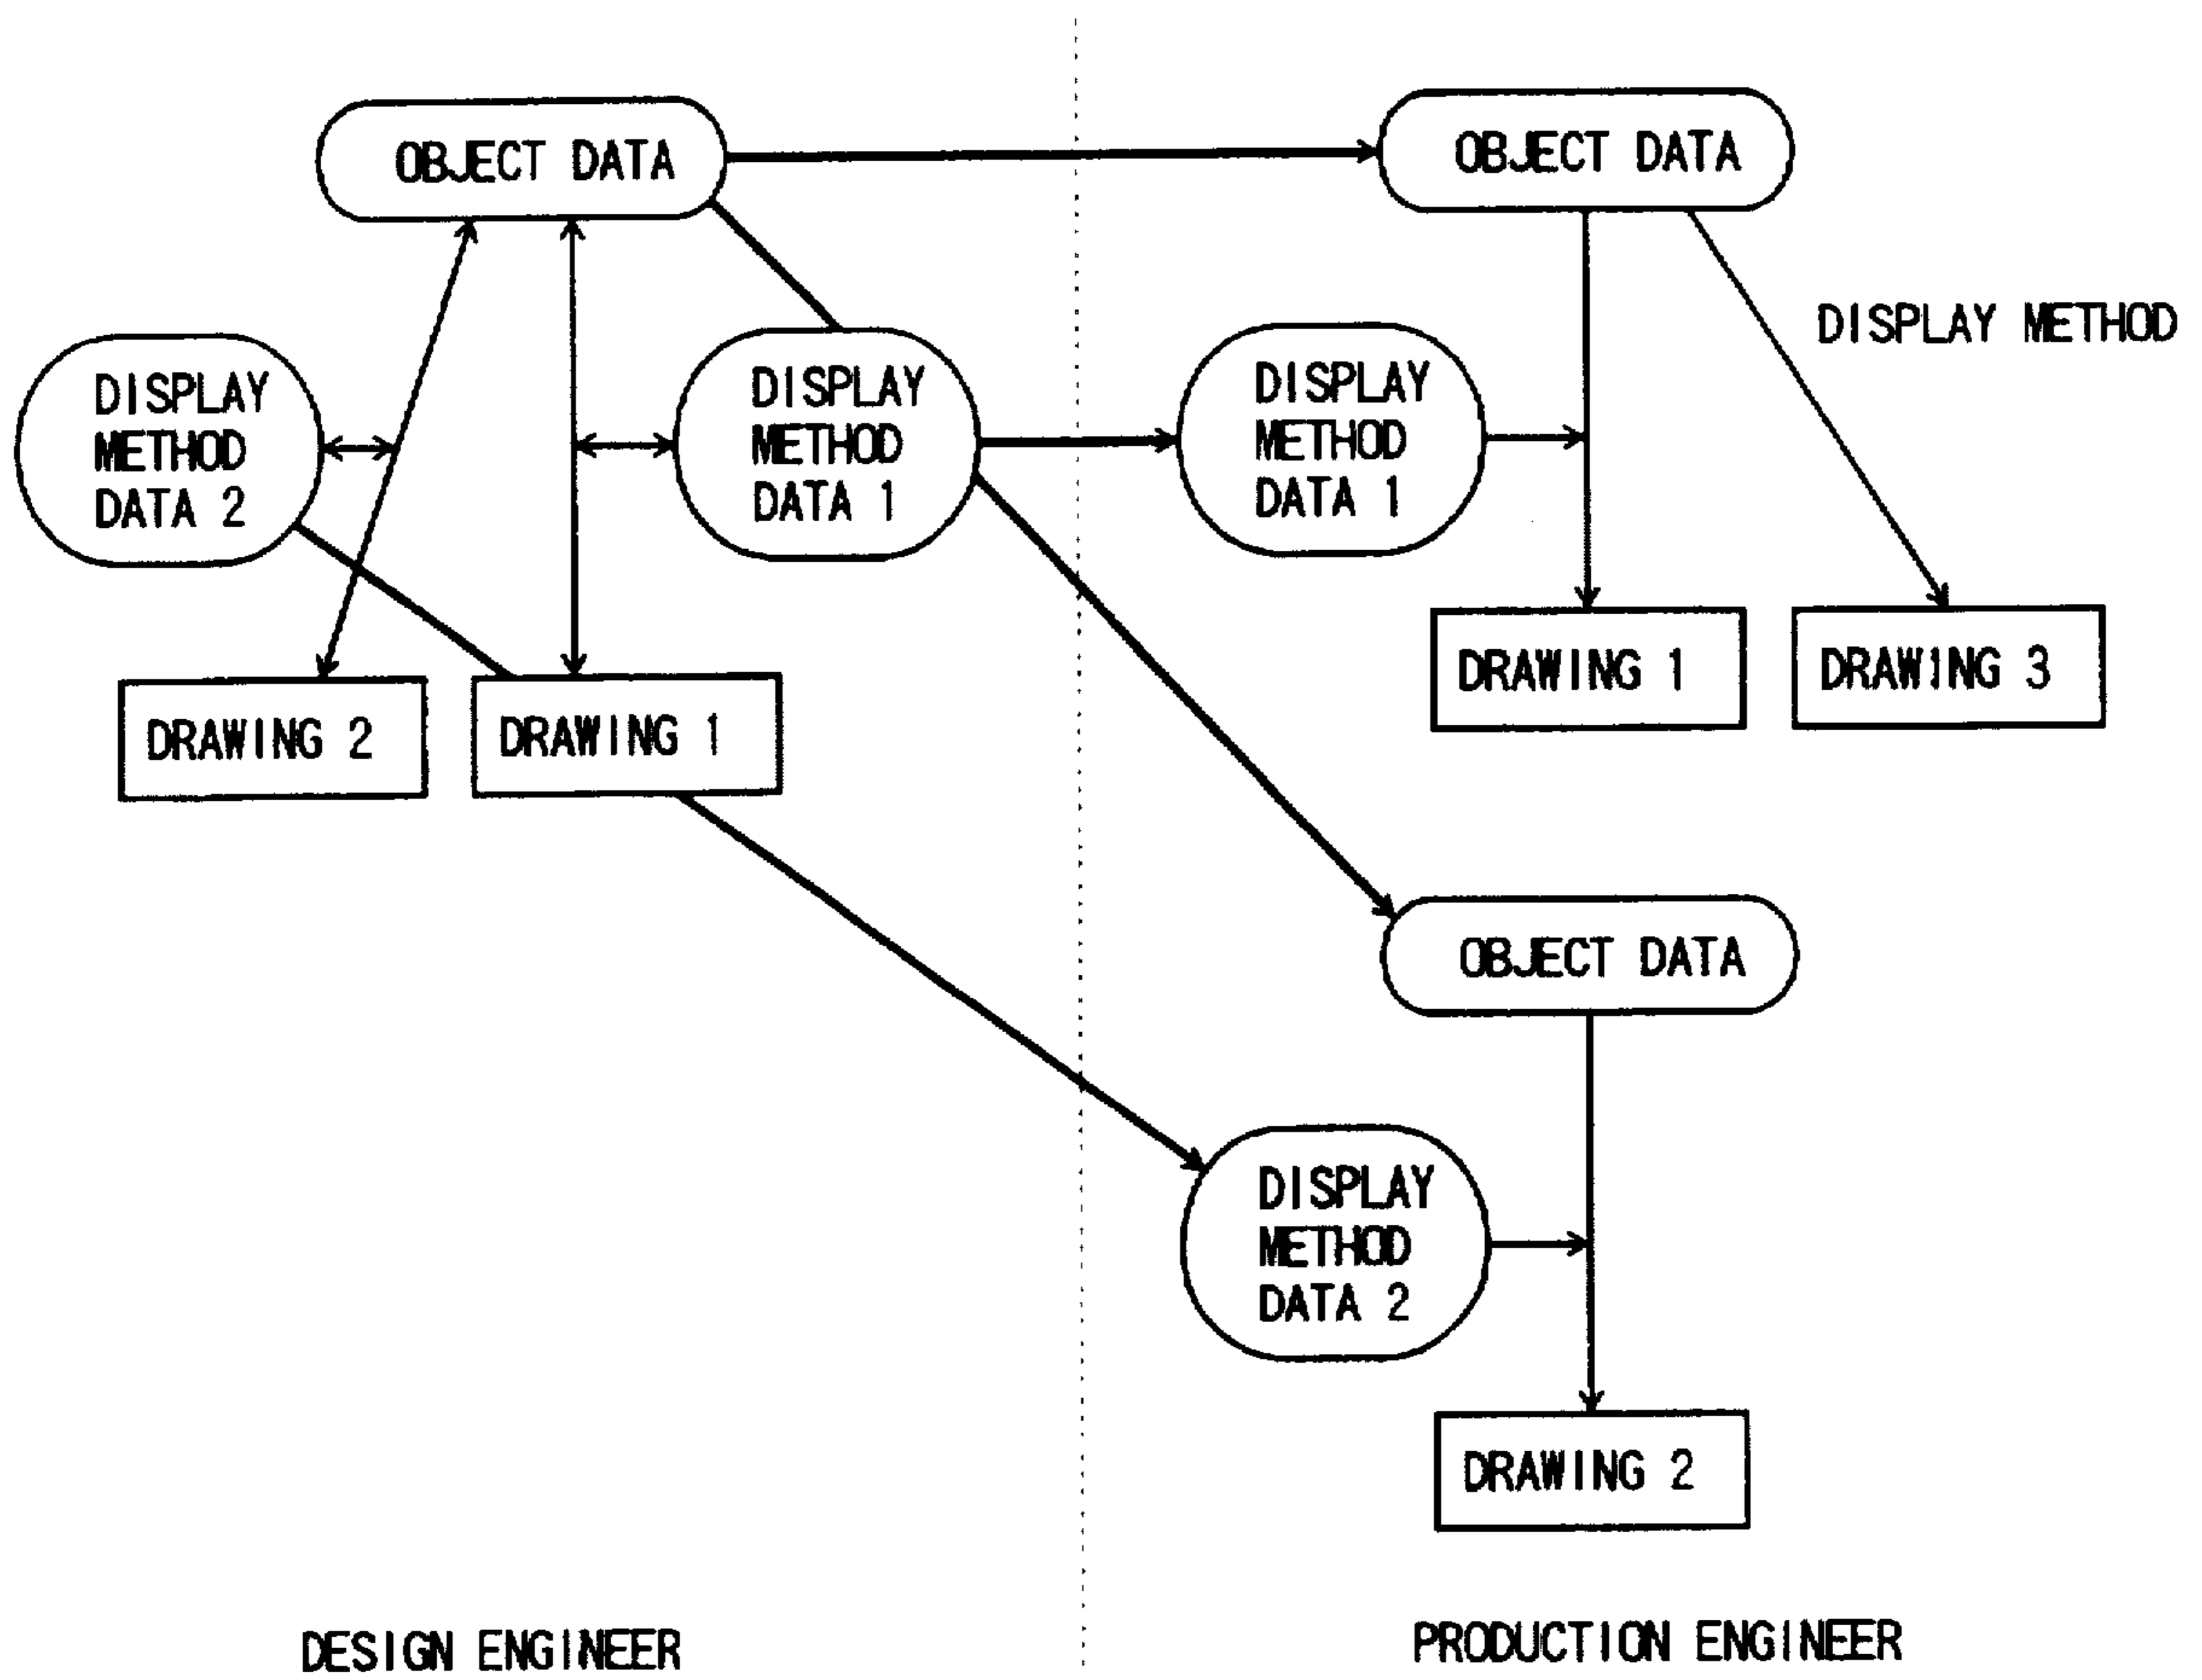 OBJECT DATA
OBJECT DATA
DISPLAY METHOD
DISPLAY
METHOD
DATA 2
DISPLAY
METHOD
DATA 1
DISPLAY
METHOD
DATA 1
DRAWING 2
DRAWING 1
DRAWING 1
DRAWING 3
OBJECT DATA
DISPLAY
METHOD
DATA 2
DRAWING 2
DESIGN ENGINEER
PRODUCTION ENGINEER